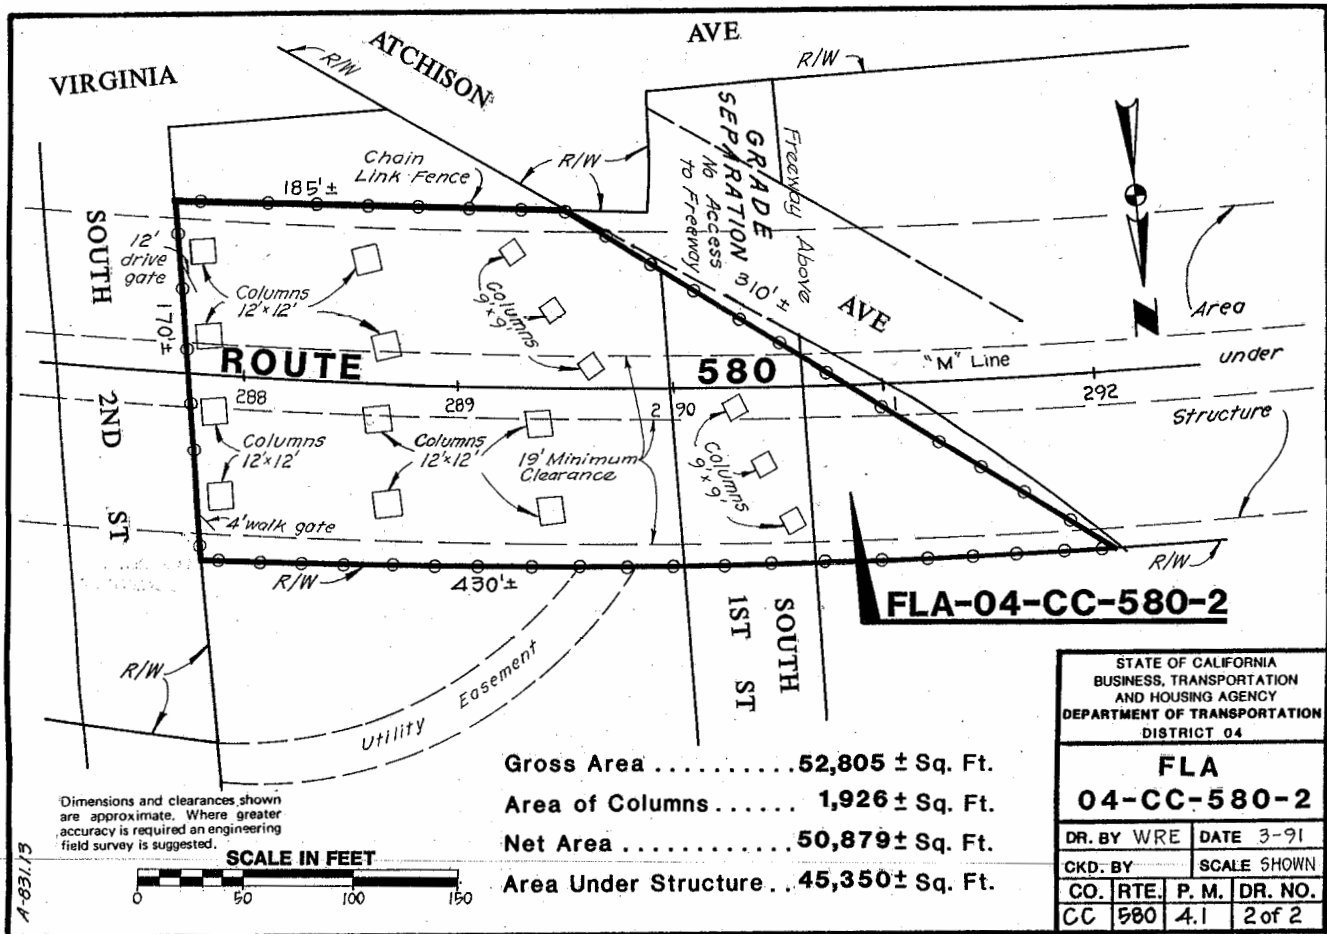 VIRGINIA
ATCHISON
AVE
R/W
R/W
R/W
Chain
Link Fence
185'±
SOUTH
12'
drive
gate
170'±
Columns
12'x12'
Columns
9'x9'
GRADE
SEPARATION
No Access
to Freeway
Freeway Above
310'±
AVE
Area
under
Structure
ROUTE
580
"M" Line
288
289
290
1
292
2ND
ST
Columns
12'x12'
Columns
12'x12'
19' Minimum
Clearance
Columns
9'x9'
4' walk gate
R/W
430'±
R/W
FLA-04-CC-580-2
SOUTH
1ST ST
R/W
Utility Easement
Gross Area .......... 52,805 ± Sq. Ft.
Area of Columns ...... 1,926 ± Sq. Ft.
Net Area ............ 50,879 ± Sq. Ft.
Area Under Structure .. 45,350 ± Sq. Ft.
Dimensions and clearances shown
are approximate. Where greater
accuracy is required an engineering
field survey is suggested.
SCALE IN FEET
0 50 100 150
A-831.13
STATE OF CALIFORNIA
BUSINESS, TRANSPORTATION
AND HOUSING AGENCY
DEPARTMENT OF TRANSPORTATION
DISTRICT 04
FLA
04-CC-580-2
DR. BY WRE DATE 3-91
CKD. BY SCALE SHOWN
CO. RTE. P. M. DR. NO.
CC 580 4.1 2 of 2